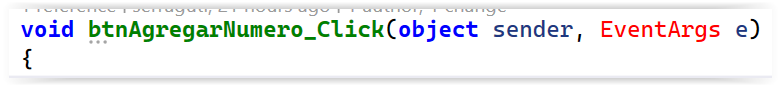 void btnAgregarNumero_Click(object sender, EventArgs e)
{